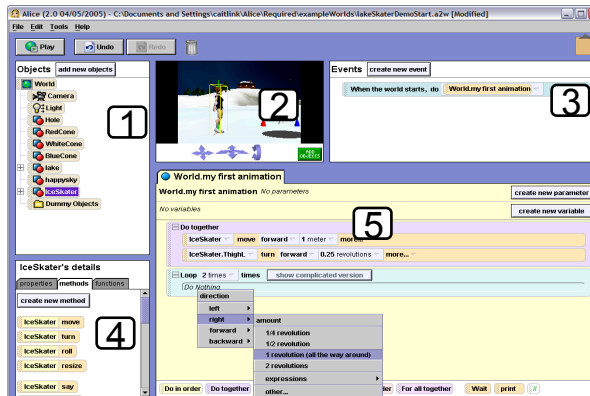 Alice (2.0 04/05/2005) - C:\Documents and Settings\caitlink\Alice\Required\exampleWorlds\lakeSkaterDemoStart.a2w [Modified]
File Edit Tools Help
Play Undo Redo
Objects add new objects
World
Camera
Light
Hole
RedCone
WhiteCone
BlueCone
lake
happysky
IceSkater
Dummy Objects
1
2
ADD OBJECTS
Events create new event
When the world starts, do World.my first animation
3
IceSkater's details
properties methods functions
create new method
IceSkater move
IceSkater turn
IceSkater roll
IceSkater resize
IceSkater say
4
World.my first animation
World.my first animation No parameters create new parameter
No variables create new variable
5
Do together
IceSkater move forward 1 meter more...
IceSkater.ThighL turn forward 0.25 revolutions more...
Loop 2 times times show complicated version
Do Nothing
direction
left
right
forward
backward
amount
1/4 revolution
1/2 revolution
1 revolution (all the way around)
2 revolutions
expressions
other...
Do in order Do together For all together Wait print //